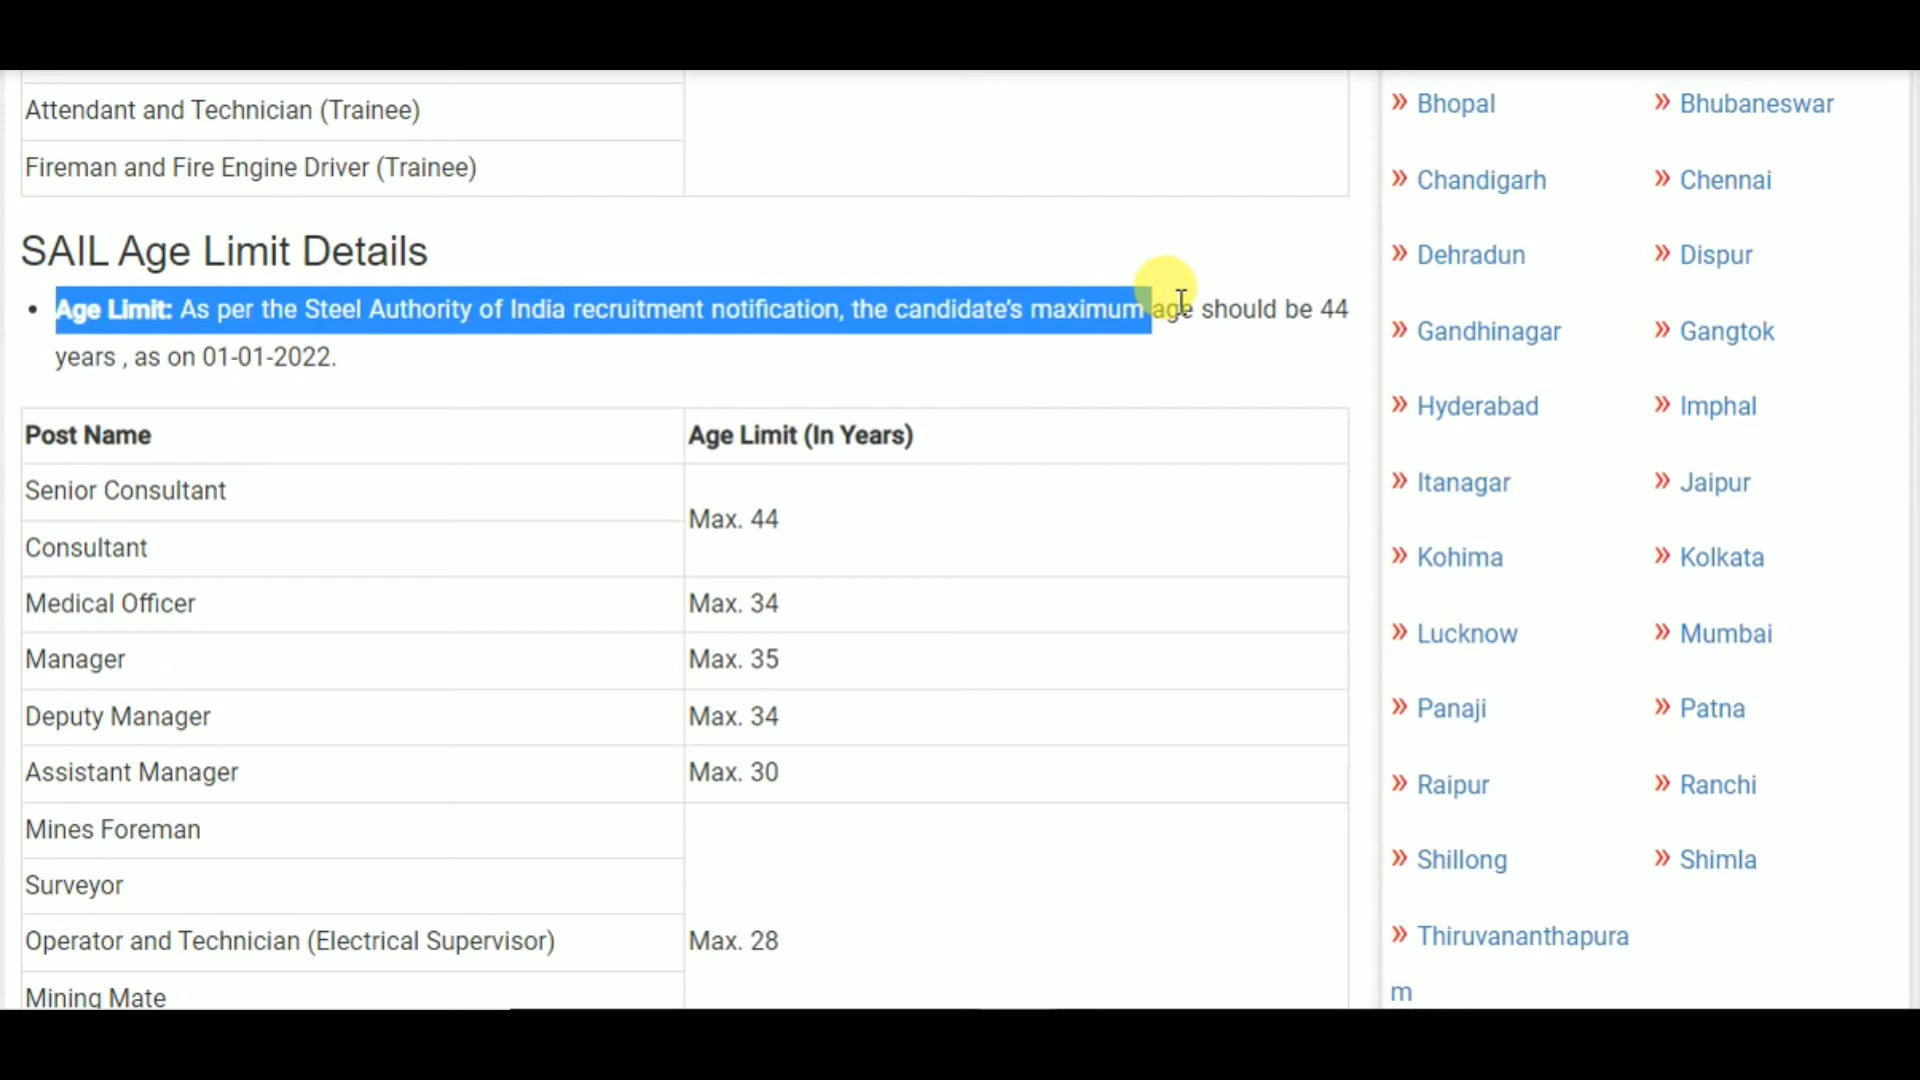 Attendant and Technician (Trainee)
Fireman and Fire Engine Driver (Trainee)
SAIL Age Limit Details
• Age Limit: As per the Steel Authority of India recruitment notification, the candidate's maximum age should be 44
years , as on 01-01-2022.
Post Name Age Limit (In Years)
Senior Consultant
Max. 44
Consultant
Medical Officer Max. 34
Manager Max. 35
Deputy Manager Max. 34
Assistant Manager Max. 30
Mines Foreman
Surveyor
Operator and Technician (Electrical Supervisor) Max. 28
Mining Mate
» Bhopal » Bhubaneswar
» Chandigarh » Chennai
» Dehradun » Dispur
» Gandhinagar » Gangtok
» Hyderabad » Imphal
» Itanagar » Jaipur
» Kohima » Kolkata
» Lucknow » Mumbai
» Panaji » Patna
» Raipur » Ranchi
» Shillong » Shimla
» Thiruvananthapura
m